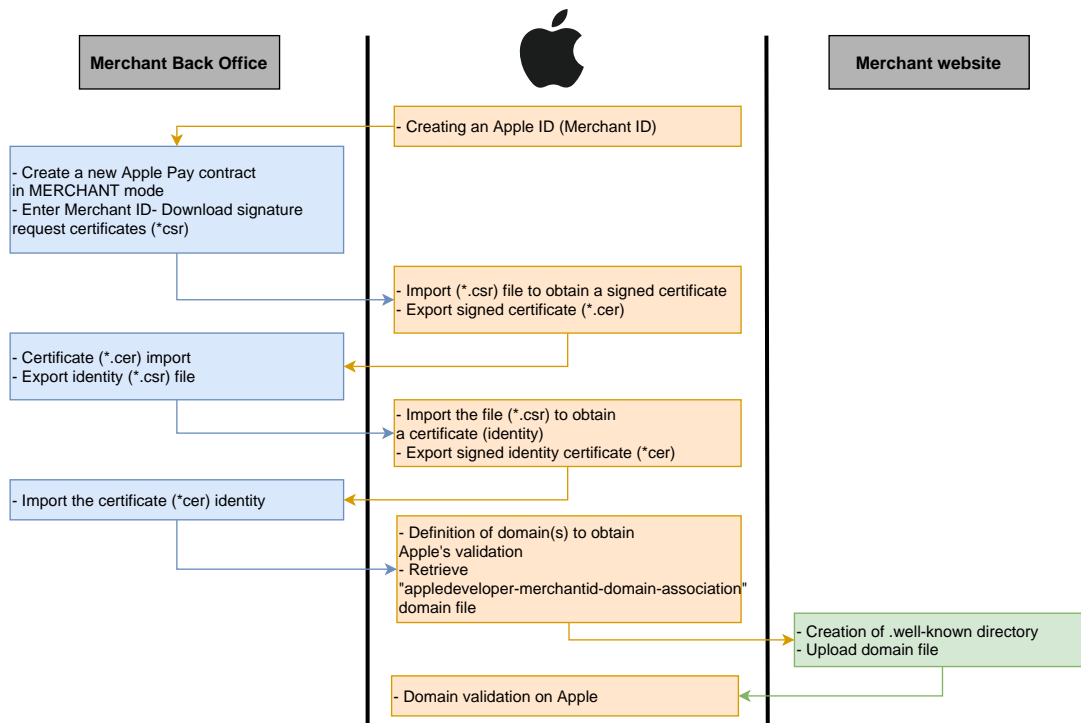 Merchant Back Office
Merchant website
- Creating an Apple ID (Merchant ID)
- Create a new Apple Pay contract
in MERCHANT mode
- Enter Merchant ID- Download signature
request certificates (*csr)
- Import (*.csr) file to obtain a signed certificate
- Export signed certificate (*.cer)
- Certificate (*.cer) import
- Export identity (*.csr) file
- Import the file (*.csr) to obtain
a certificate (identity)
- Export signed identity certificate (*cer)
- Import the certificate (*cer) identity
- Definition of domain(s) to obtain
Apple's validation
- Retrieve
"appledeveloper-merchantid-domain-association"
domain file
- Creation of .well-known directory
- Upload domain file
- Domain validation on Apple